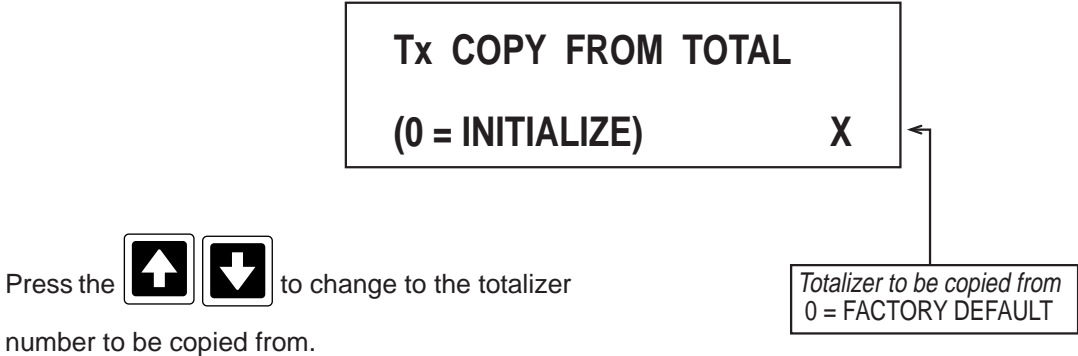 Tx COPY FROM TOTAL
(0 = INITIALIZE) X
Press the to change to the totalizer
number to be copied from.
Totalizer to be copied from
0 = FACTORY DEFAULT